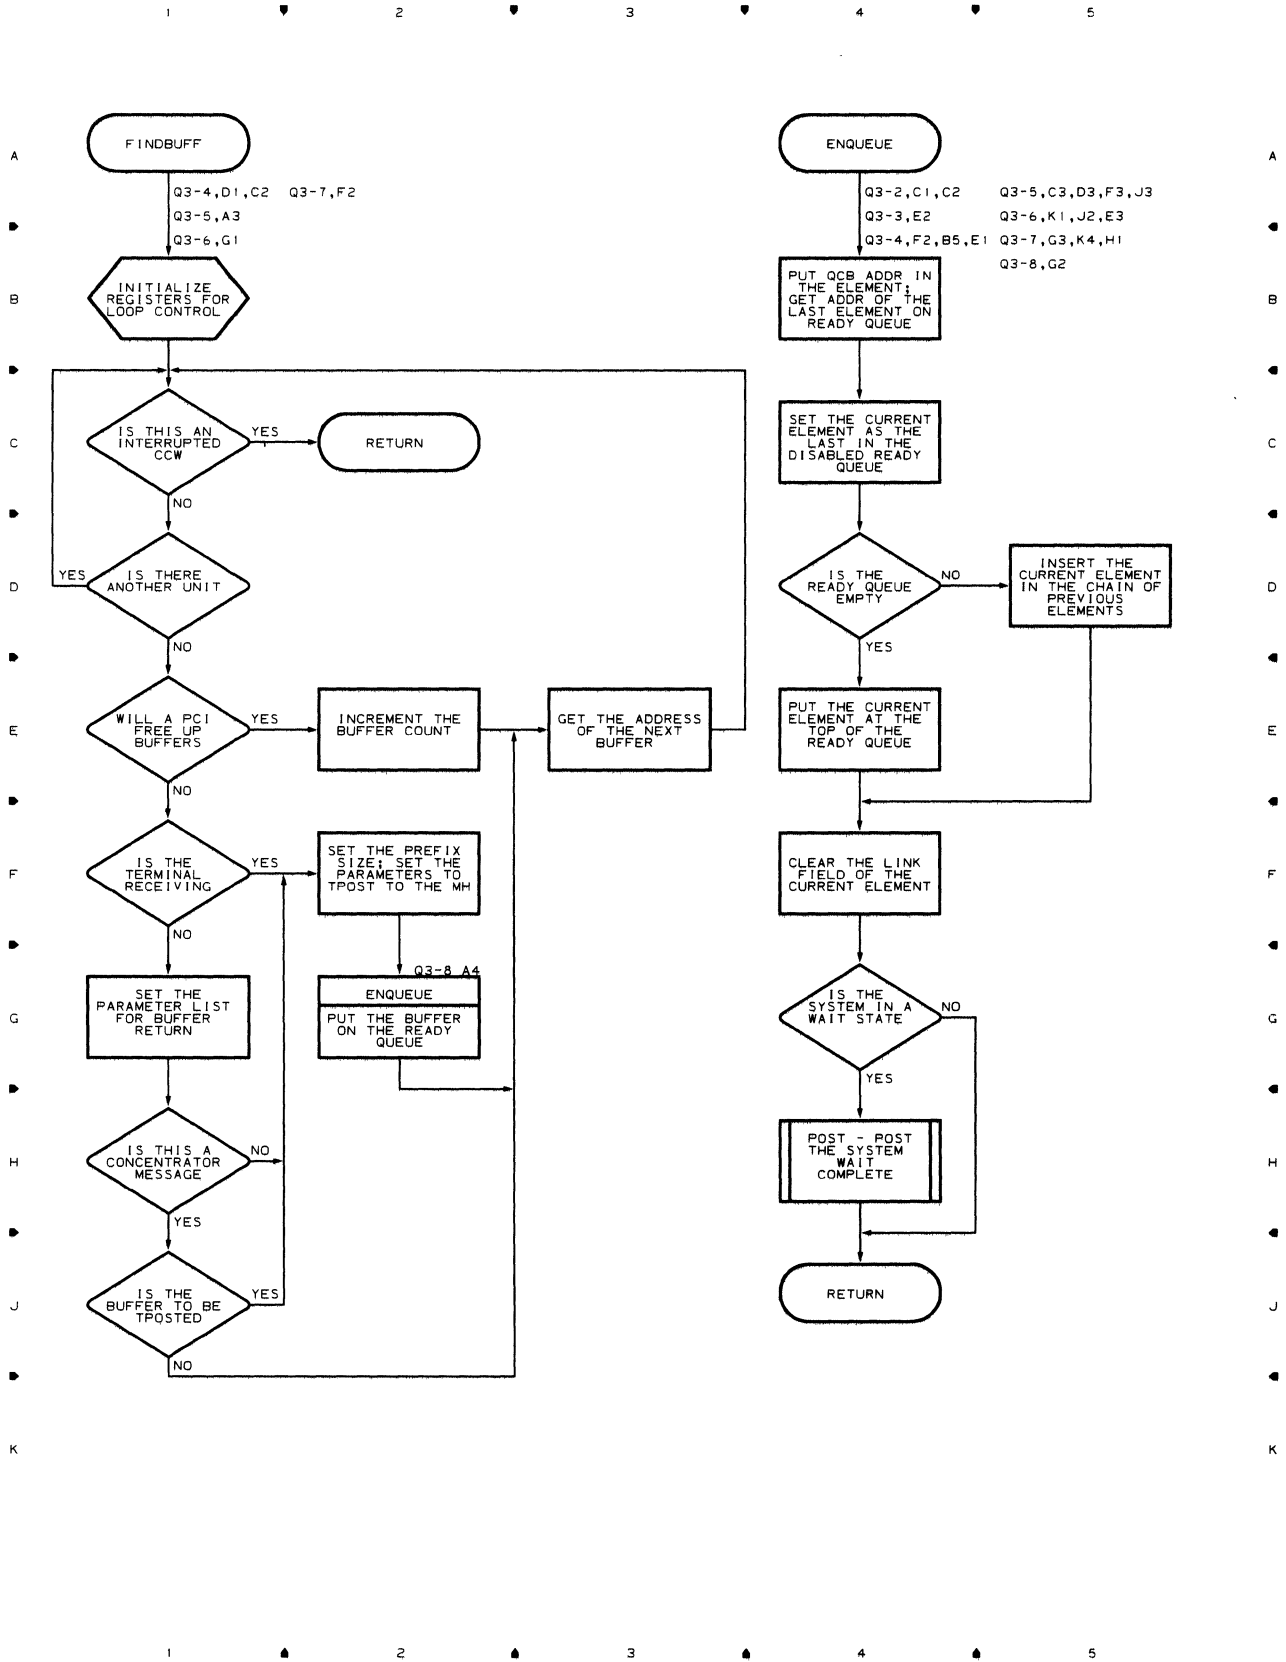 1 2 3 4 5
A A
FINDBUFF
Q3-4,D1,C2 Q3-7,F2
Q3-5,A3
Q3-6,G1
B B
INITIALIZE
REGISTERS FOR
LOOP CONTROL
C C
IS THIS AN
INTERRUPTED
CCW
YES
NO
RETURN
D D
IS THERE
ANOTHER UNIT
YES
NO
E E
WILL A PCI
FREE UP
BUFFERS
YES
NO
INCREMENT THE
BUFFER COUNT
GET THE ADDRESS
OF THE NEXT
BUFFER
F F
IS THE
TERMINAL
RECEIVING
YES
NO
SET THE PREFIX
SIZE; SET THE
PARAMETERS TO
TPOST TO THE MH
G G
SET THE
PARAMETER LIST
FOR BUFFER
RETURN
Q3-8 A4
ENQUEUE
PUT THE BUFFER
ON THE READY
QUEUE
H H
IS THIS A
CONCENTRATOR
MESSAGE
NO
YES
J J
IS THE
BUFFER TO BE
TPOSTED
YES
NO
K K
ENQUEUE
Q3-2,C1,C2 Q3-5,C3,D3,F3,J3
Q3-3,E2 Q3-6,K1,J2,E3
Q3-4,F2,B5,E1 Q3-7,G3,K4,H1
Q3-8,G2
PUT QCB ADDR IN
THE ELEMENT;
GET ADDR OF THE
LAST ELEMENT ON
READY QUEUE
SET THE CURRENT
ELEMENT AS THE
LAST IN THE
DISABLED READY
QUEUE
IS THE
READY QUEUE
EMPTY
NO
YES
INSERT THE
CURRENT ELEMENT
IN THE CHAIN OF
PREVIOUS
ELEMENTS
PUT THE CURRENT
ELEMENT AT THE
TOP OF THE
READY QUEUE
CLEAR THE LINK
FIELD OF THE
CURRENT ELEMENT
IS THE
SYSTEM IN A
WAIT STATE
NO
YES
POST - POST
THE SYSTEM
WAIT
COMPLETE
RETURN
1 2 3 4 5